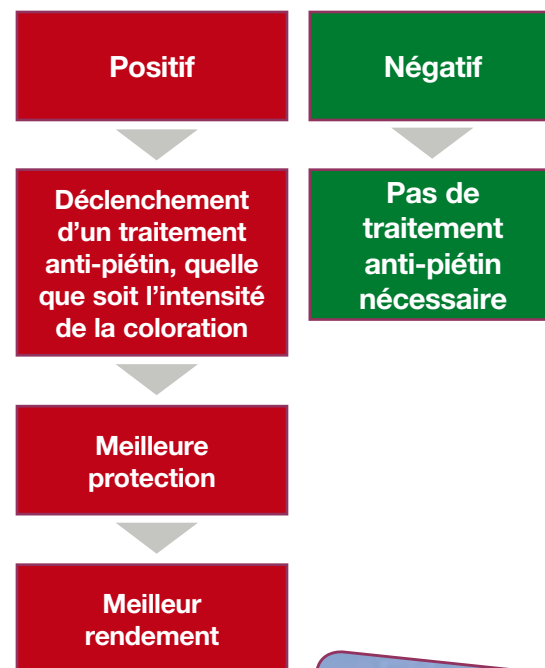 Positif
Déclenchement
d’un traitement
anti-piétin, quelle
que soit l’intensité
de la coloration
Meilleure
protection
Meilleur
rendement
Négatif
Pas de
traitement
anti-piétin
nécessaire